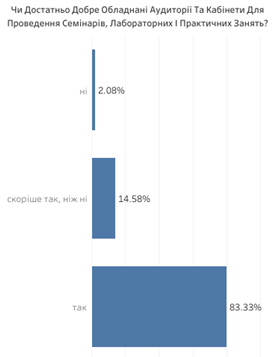 Чи Достатньо Добре Обладнані Аудиторії Та Кабінети Для
Проведення Семінарів, Лабораторних І Практичних Занять?
ні
2.08%
скоріше так, ніж ні
14.58%
так
83.33%